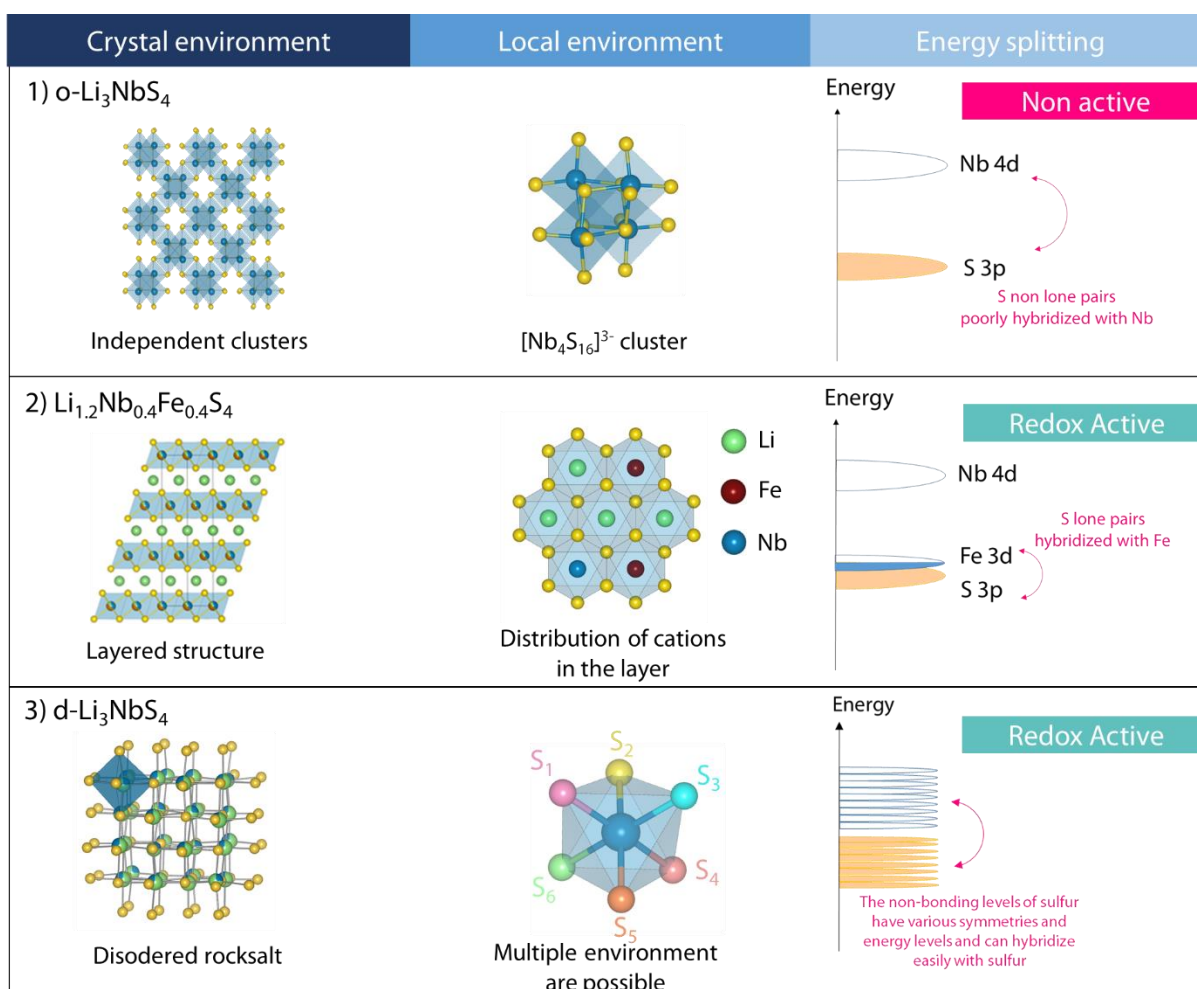 Crystal environment
Local environment
Energy splitting
1) o-Li₃NbS₄
Independent clusters
[Nb₄S₁₆]³⁻ cluster
Energy
Non active
Nb 4d
S 3p
S non lone pairs
poorly hybridized with Nb
2) Li₁.₂Nb₀.₄Fe₀.₄S₄
Layered structure
Li
Fe
Nb
Distribution of cations
in the layer
Energy
Redox Active
Nb 4d
S lone pairs
hybridized with Fe
Fe 3d
S 3p
3) d-Li₃NbS₄
Disodered rocksalt
S₁
S₂
S₃
S₄
S₅
S₆
Multiple environment
are possible
Energy
Redox Active
The non-bonding levels of sulfur
have various symmetries and
energy levels and can hybridize
easily with sulfur